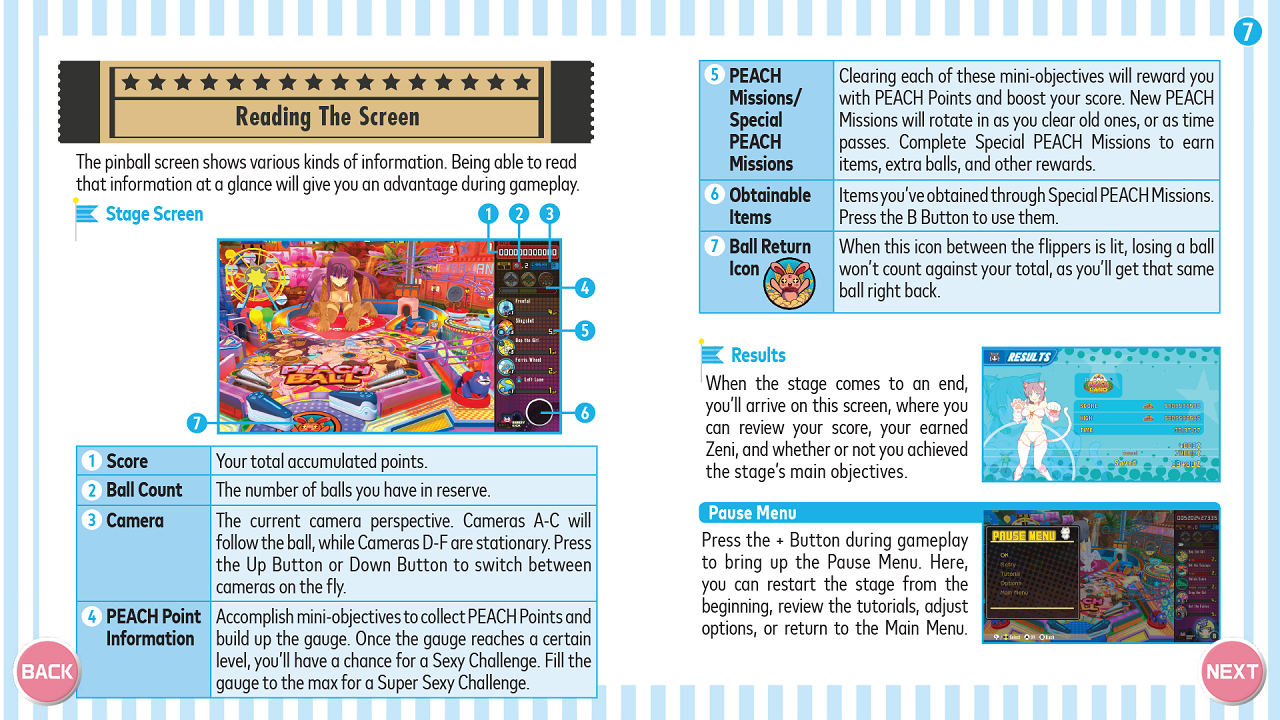 7
Reading The Screen
The pinball screen shows various kinds of information. Being able to read
that information at a glance will give you an advantage during gameplay.
Stage Screen
1 2 3
4
5
6
7
PEACH
BALL
1 Score
Your total accumulated points.
2 Ball Count
The number of balls you have in reserve.
3 Camera
The current camera perspective. Cameras A-C will
follow the ball, while Cameras D-F are stationary. Press
the Up Button or Down Button to switch between
cameras on the fly.
4 PEACH Point
Information
Accomplish mini-objectives to collect PEACH Points and
build up the gauge. Once the gauge reaches a certain
level, you'll have a chance for a Sexy Challenge. Fill the
gauge to the max for a Super Sexy Challenge.
5 PEACH
Missions/
Special
PEACH
Missions
Clearing each of these mini-objectives will reward you
with PEACH Points and boost your score. New PEACH
Missions will rotate in as you clear old ones, or as time
passes. Complete Special PEACH Missions to earn
items, extra balls, and other rewards.
6 Obtainable
Items
Items you've obtained through Special PEACH Missions.
Press the B Button to use them.
7 Ball Return
Icon
When this icon between the flippers is lit, losing a ball
won't count against your total, as you'll get that same
ball right back.
Results
When the stage comes to an end,
you'll arrive on this screen, where you
can review your score, your earned
Zeni, and whether or not you achieved
the stage's main objectives.
RESULTS
SCORE
HIGH
TIME
Pause Menu
Press the + Button during gameplay
to bring up the Pause Menu. Here,
you can restart the stage from the
beginning, review the tutorials, adjust
options, or return to the Main Menu.
PAUSE MENU
OK
Retry
Tutorial
Options
Main Menu
BACK
NEXT